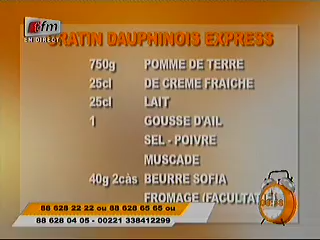 tfm
EN DIRECT
GRATIN DAUPHINOIS EXPRESS
750g POMME DE TERRE
25cl DE CREME FRAICHE
25cl LAIT
1 GOUSSE D'AIL
SEL - POIVRE
MUSCADE
40g 2càs BEURRE SOFIA
FROMAGE (FACULTATIF
88 628 22 22 ou 88 628 65 65 ou
88 628 04 05 - 00221 338412299